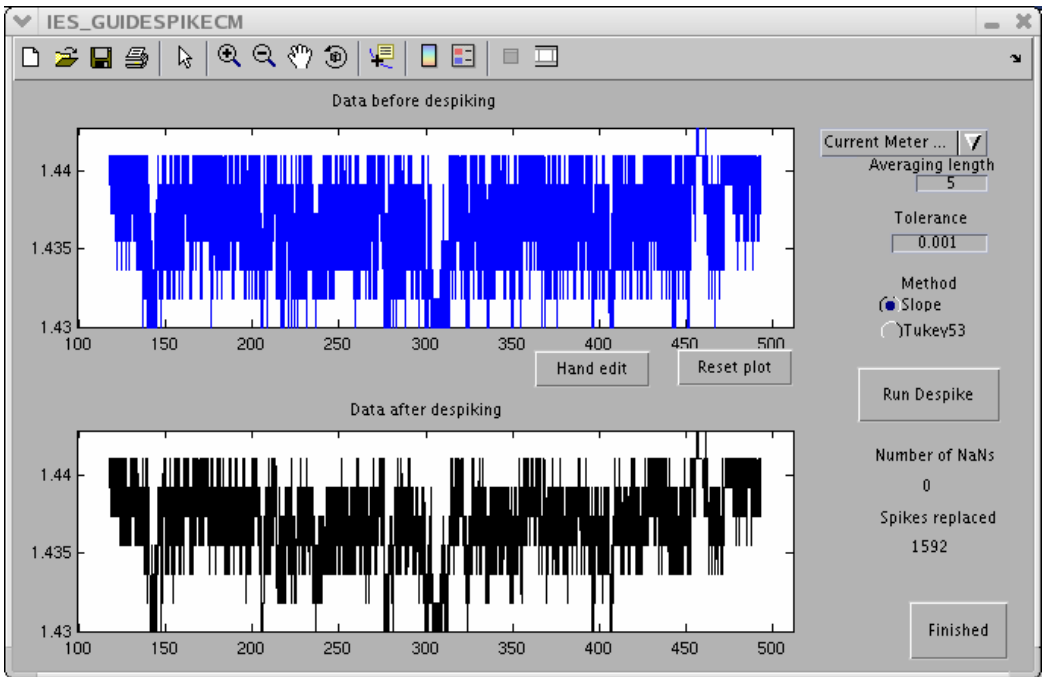 IES_GUIDESPIKECM
Data before despiking
1.44
1.435
1.43
100 150 200 250 300 350 400 450 500
Current Meter ...
Averaging length
5
Tolerance
0.001
Method
Slope
Tukey53
Hand edit
Reset plot
Run Despike
Data after despiking
1.44
1.435
1.43
100 150 200 250 300 350 400 450 500
Number of NaNs
0
Spikes replaced
1592
Finished